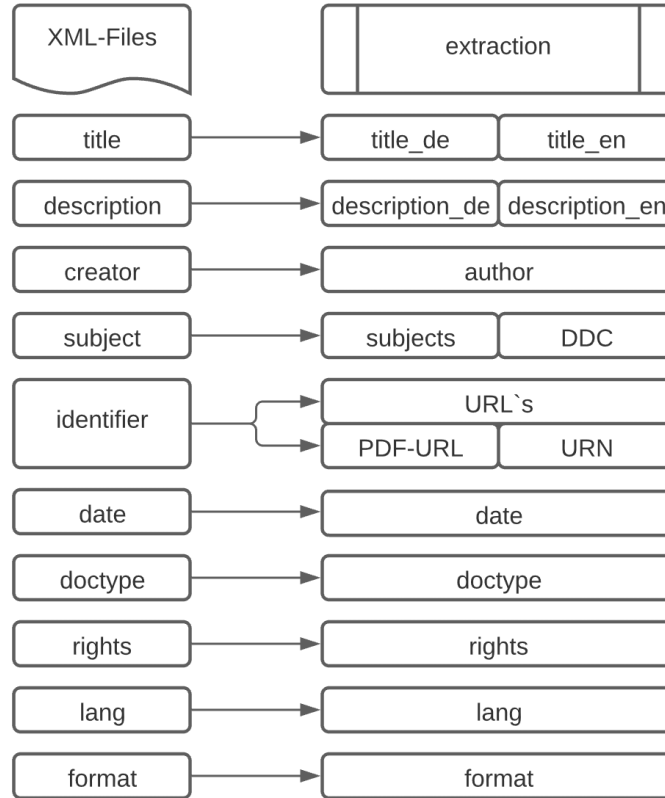 XML-Files extraction
title title_de title_en
description description_de description_en
creator author
subject subjects DDC
identifier URL`s
PDF-URL URN
date date
doctype doctype
rights rights
lang lang
format format